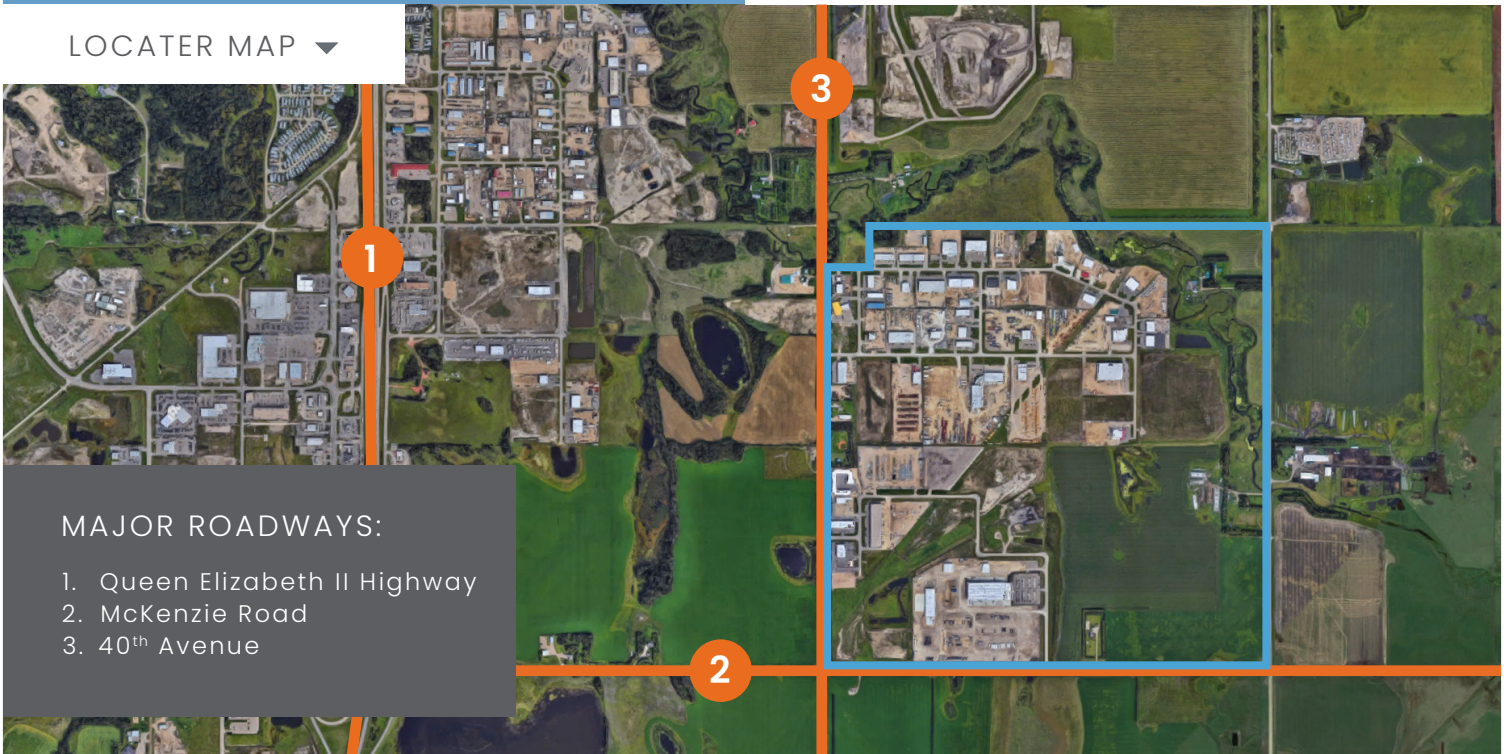 LOCATER MAP
3
1
MAJOR ROADWAYS:
1. Queen Elizabeth II Highway
2. McKenzie Road
3. 40th Avenue
2